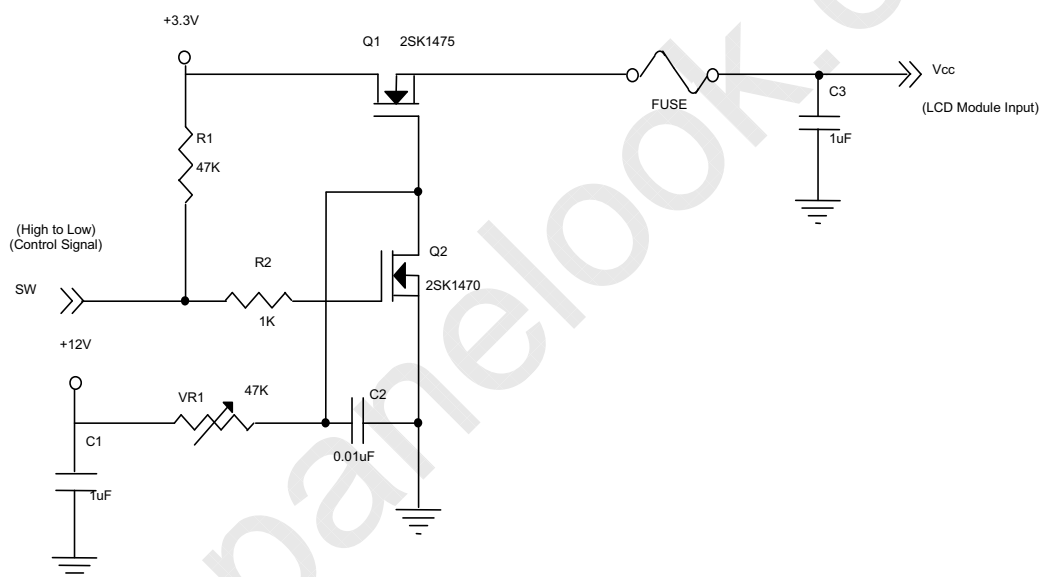 +3.3V
Q1 2SK1475
FUSE
Vcc
(LCD Module Input)
C3
1uF
R1
47K
(High to Low)
(Control Signal)
SW
R2
1K
Q2
2SK1470
+12V
VR1
47K
C2
0.01uF
C1
1uF
panelook.c